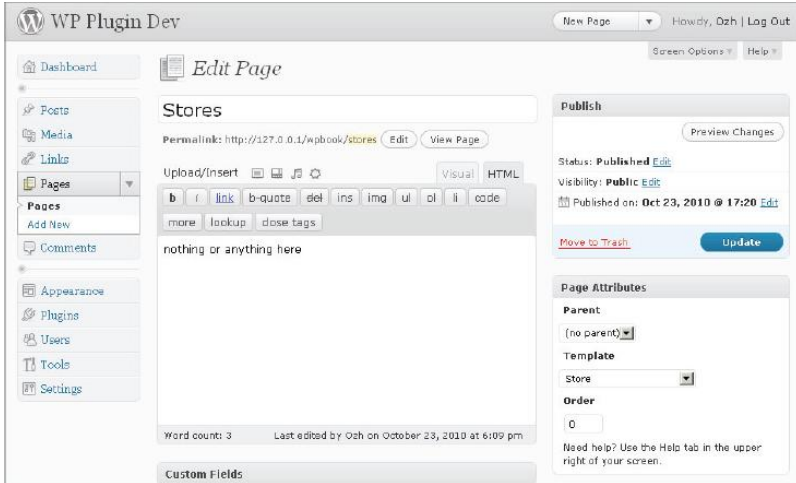 WP Plugin Dev
New Page
Howdy, Ozh | Log Out
Screen Options
Help
Dashboard
Posts
Media
Links
Pages
Pages
Add New
Comments
Appearance
Plugins
Users
Tools
Settings
Edit Page
Stores
Permalink: http://127.0.0.1/wpbook/stores Edit View Page
Upload/Insert
Visual HTML
b i link b-quote del ins img ul ol li code
more lookup close tags
nothing or anything here
Word count: 3 Last edited by Ozh on October 23, 2010 at 6:09 pm
Custom Fields
Publish
Preview Changes
Status: Published Edit
Visibility: Public Edit
Published on: Oct 23, 2010 @ 17:20 Edit
Move to Trash Update
Page Attributes
Parent
(no parent)
Template
Store
Order
0
Need help? Use the Help tab in the upper
right of your screen.